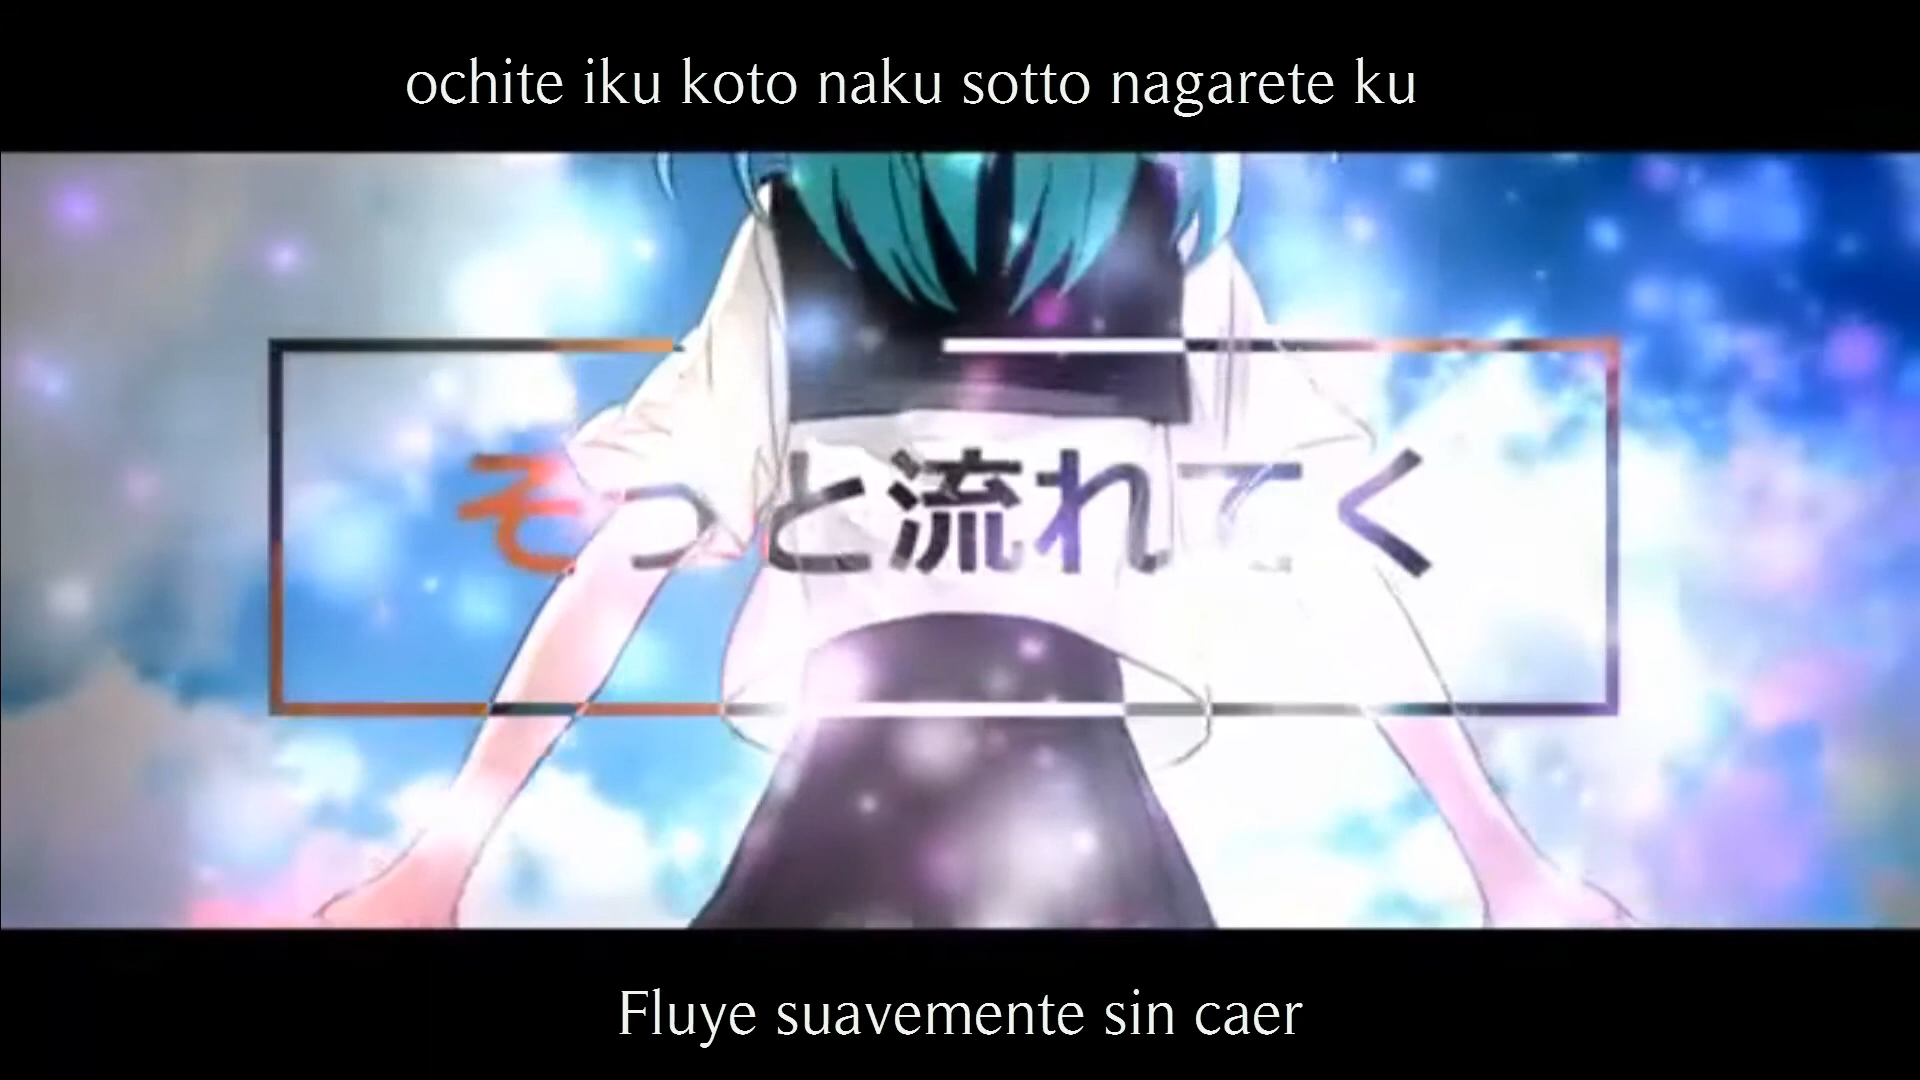 ochite iku koto naku sotto nagarete ku
そっと流れてく
Fluye suavemente sin caer